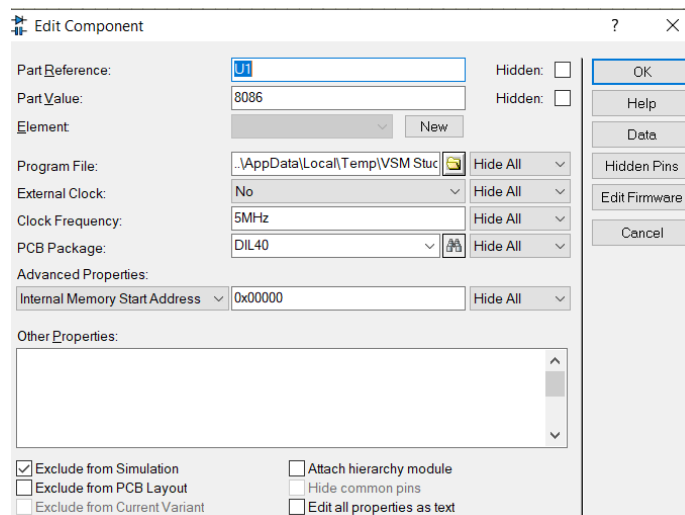 Edit Component ? X
Part Reference: U1 Hidden: OK
Part Value: 8086 Hidden: Help
Element: New Data
Program File: ..\AppData\Local\Temp\VSM Stuc Hide All Hidden Pins
External Clock: No Hide All Edit Firmware
Clock Frequency: 5MHz Hide All
PCB Package: DIL40 Hide All Cancel
Advanced Properties:
Internal Memory Start Address 0x00000 Hide All
Other Properties:
Exclude from Simulation Attach hierarchy module
Exclude from PCB Layout Hide common pins
Exclude from Current Variant Edit all properties as text